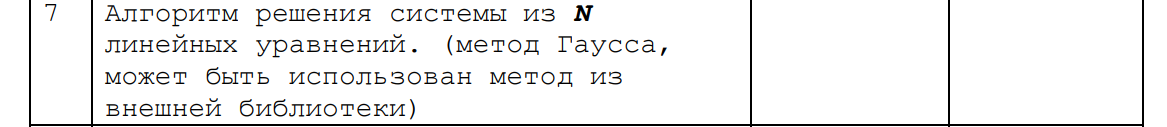 7 Алгоритм решения системы из N
линейных уравнений. (метод Гаусса,
может быть использован метод из
внешней библиотеки)